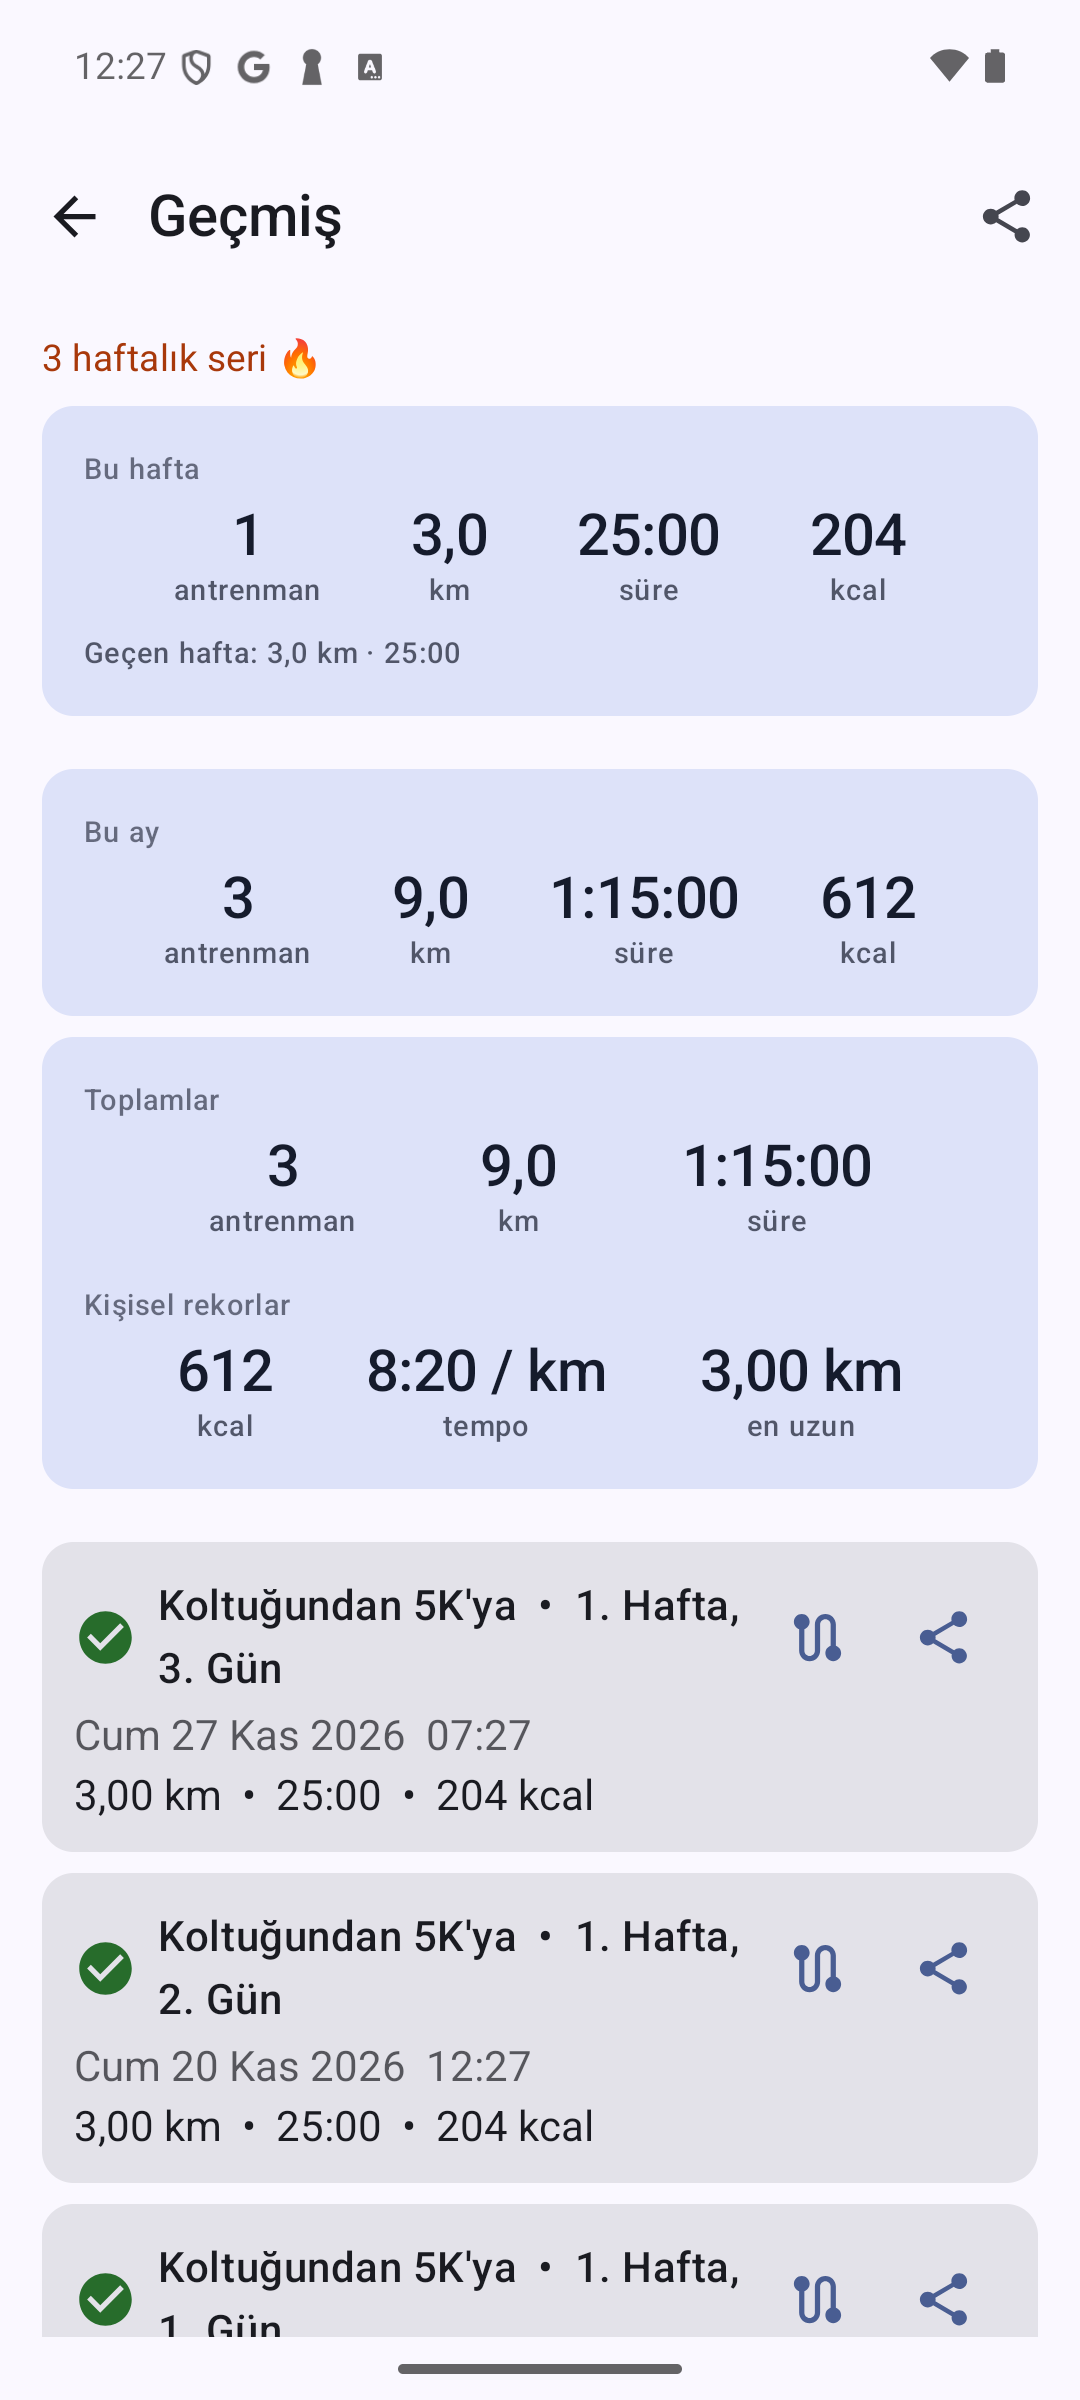 12:27
Geçmiş
3 haftalık seri 🔥
Bu hafta
1 3,0 25:00 204
antrenman km süre kcal
Geçen hafta: 3,0 km · 25:00
Bu ay
3 9,0 1:15:00 612
antrenman km süre kcal
Toplamlar
3 9,0 1:15:00
antrenman km süre
Kişisel rekorlar
612 8:20 / km 3,00 km
kcal tempo en uzun
Koltuğundan 5K'ya • 1. Hafta,
3. Gün
Cum 27 Kas 2026 07:27
3,00 km • 25:00 • 204 kcal
Koltuğundan 5K'ya • 1. Hafta,
2. Gün
Cum 20 Kas 2026 12:27
3,00 km • 25:00 • 204 kcal
Koltuğundan 5K'ya • 1. Hafta,
1. Gün